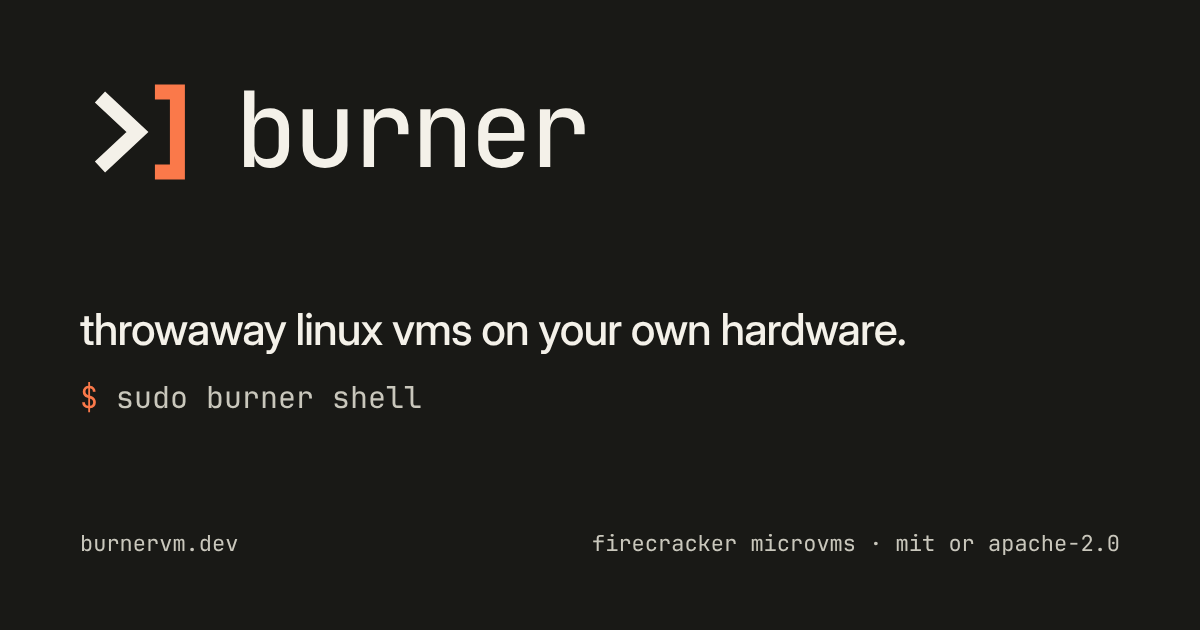 >] burner
throwaway linux vms on your own hardware.
$ sudo burner shell
burnervm.dev
firecracker microvms · mit or apache-2.0